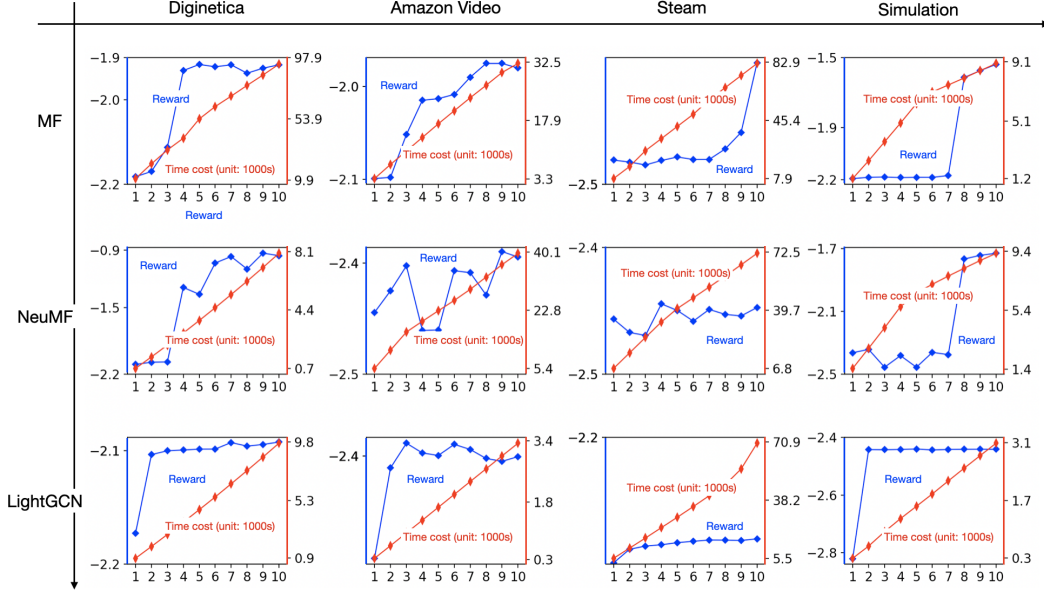 Diginetica Amazon Video Steam Simulation
MF
−1.9
−2.0
−2.2
97.9
53.9
9.9
Reward
Time cost (unit: 1000s)
1 2 3 4 5 6 7 8 9 10
Reward
−2.0
−2.1
32.5
17.9
3.3
Reward
Time cost (unit: 1000s)
1 2 3 4 5 6 7 8 9 10
−2.5
82.9
45.4
7.9
Time cost (unit: 1000s)
Reward
1 2 3 4 5 6 7 8 9 10
−1.5
−1.9
−2.2
9.1
5.1
1.2
Time cost (unit: 1000s)
Reward
1 2 3 4 5 6 7 8 9 10
NeuMF
−0.9
−1.5
−2.2
8.1
4.4
0.7
Reward
Time cost (unit: 1000s)
1 2 3 4 5 6 7 8 9 10
−2.4
−2.5
40.1
22.8
5.4
Reward
Time cost (unit: 1000s)
1 2 3 4 5 6 7 8 9 10
−2.4
−2.5
72.5
39.7
6.8
Time cost (unit: 1000s)
Reward
1 2 3 4 5 6 7 8 9 10
−1.7
−2.1
−2.5
9.4
5.4
1.4
Time cost (unit: 1000s)
Reward
1 2 3 4 5 6 7 8 9 10
LightGCN
−2.1
−2.2
9.8
5.3
0.9
Reward
Time cost (unit: 1000s)
1 2 3 4 5 6 7 8 9 10
−2.4
3.4
1.8
0.3
Reward
Time cost (unit: 1000s)
1 2 3 4 5 6 7 8 9 10
−2.2
70.9
38.2
5.5
Time cost (unit: 1000s)
Reward
1 2 3 4 5 6 7 8 9 10
−2.4
−2.6
−2.8
3.1
1.7
0.3
Reward
Time cost (unit: 1000s)
1 2 3 4 5 6 7 8 9 10